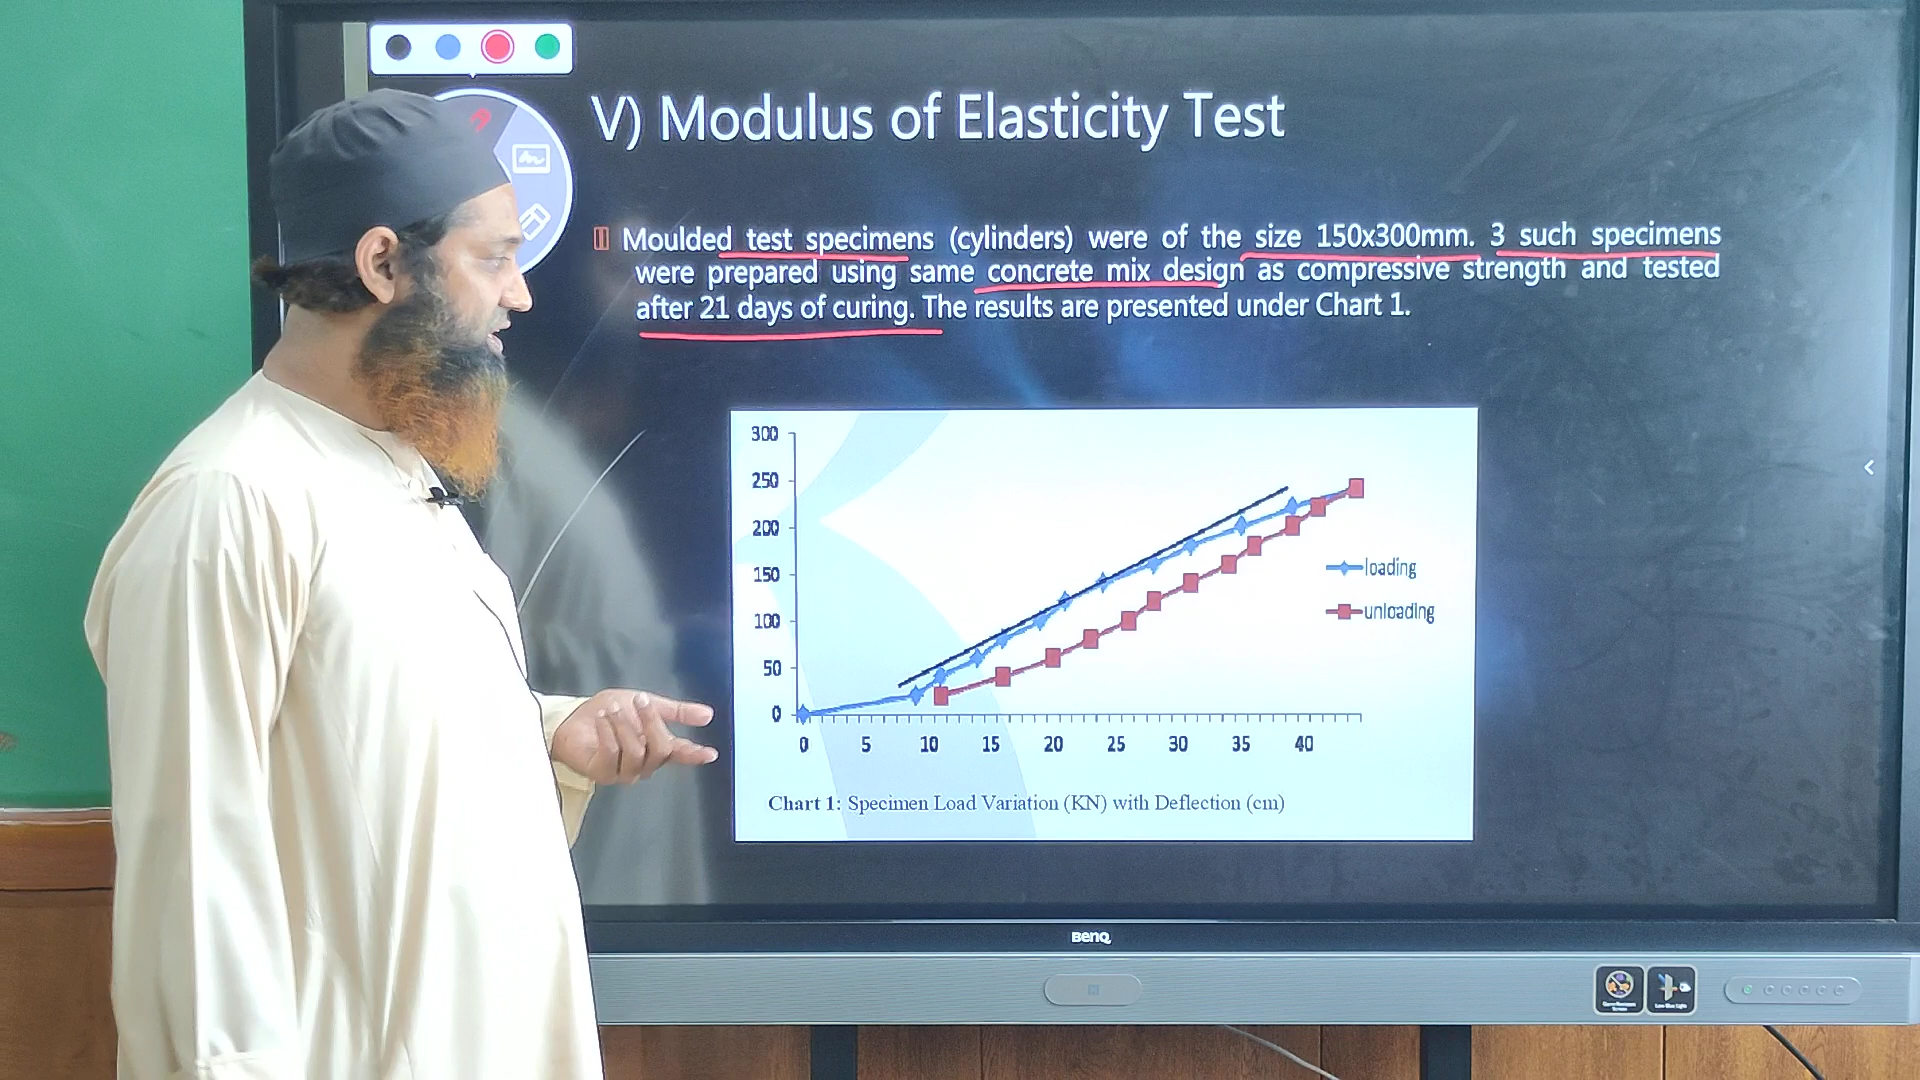 V) Modulus of Elasticity Test
Moulded test specimens (cylinders) were of the size 150x300mm. 3 such specimens
were prepared using same concrete mix design as compressive strength and tested
after 21 days of curing. The results are presented under Chart 1.
300
250
200
150
100
50
0
0 5 10 15 20 25 30 35 40
loading
unloading
Chart 1: Specimen Load Variation (KN) with Deflection (cm)
BenQ